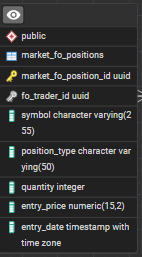 public
market_fo_positions
market_fo_position_id uuid
fo_trader_id uuid
symbol character varying(2
55)
position_type character var
ying(50)
quantity integer
entry_price numeric(15,2)
entry_date timestamp with
time zone